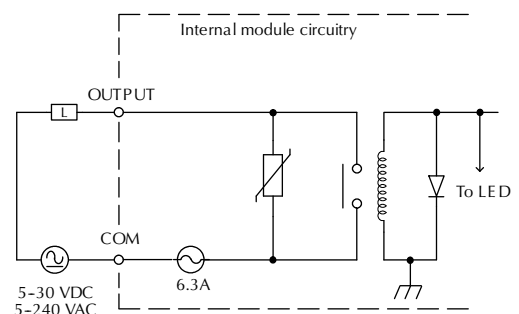 Internal module circuitry
OUTPUT
L
COM
6.3A
To LED
5-30 VDC
5-240 VAC